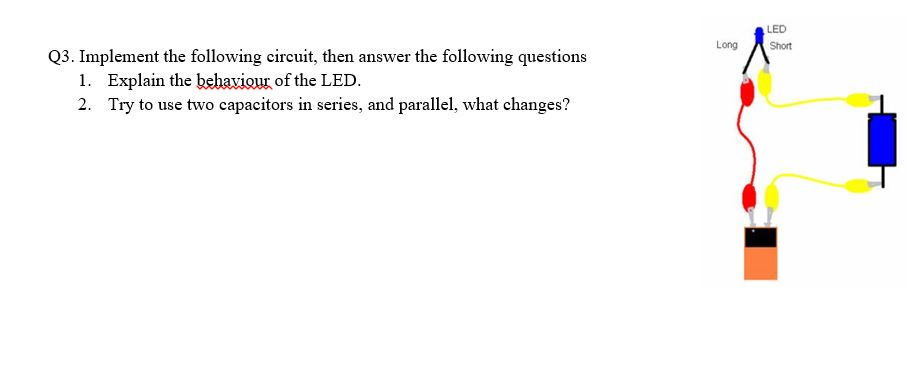 LED
Long Short
Q3. Implement the following circuit, then answer the following questions
1. Explain the behaviour of the LED.
2. Try to use two capacitors in series, and parallel, what changes?